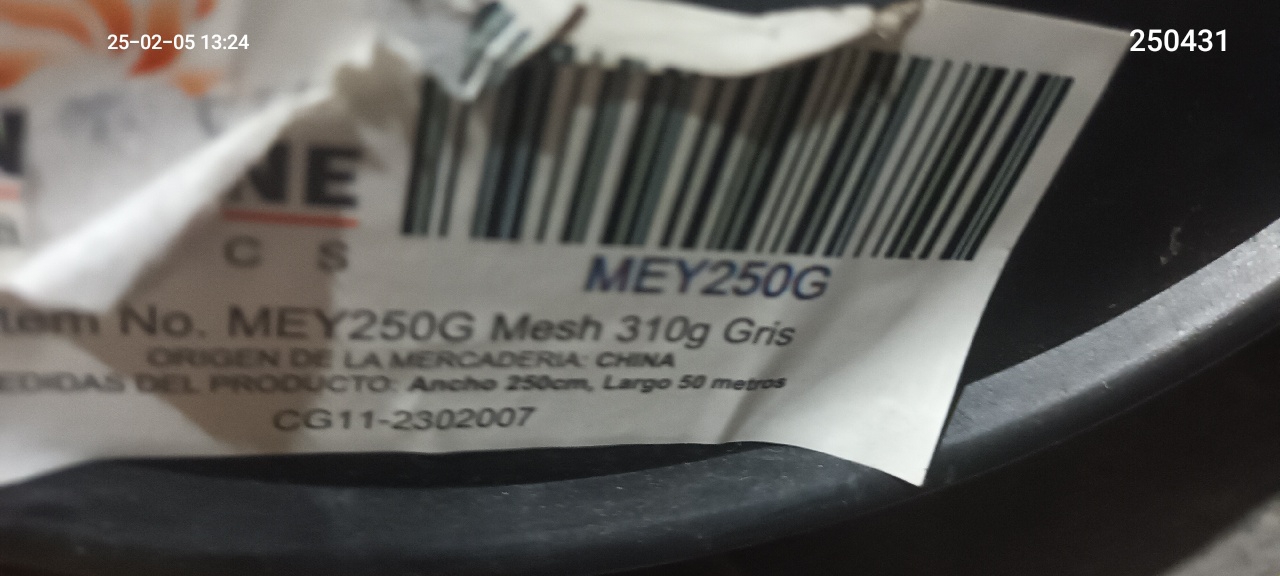 25-02-05 13:24
250431
NE
C S
MEY250G
tem No. MEY250G Mesh 310g Gris
ORIGEN DE LA MERCADERIA: CHINA
EDIDAS DEL PRODUCTO: Ancho 250cm, Largo 50 metros
CG11-2302007